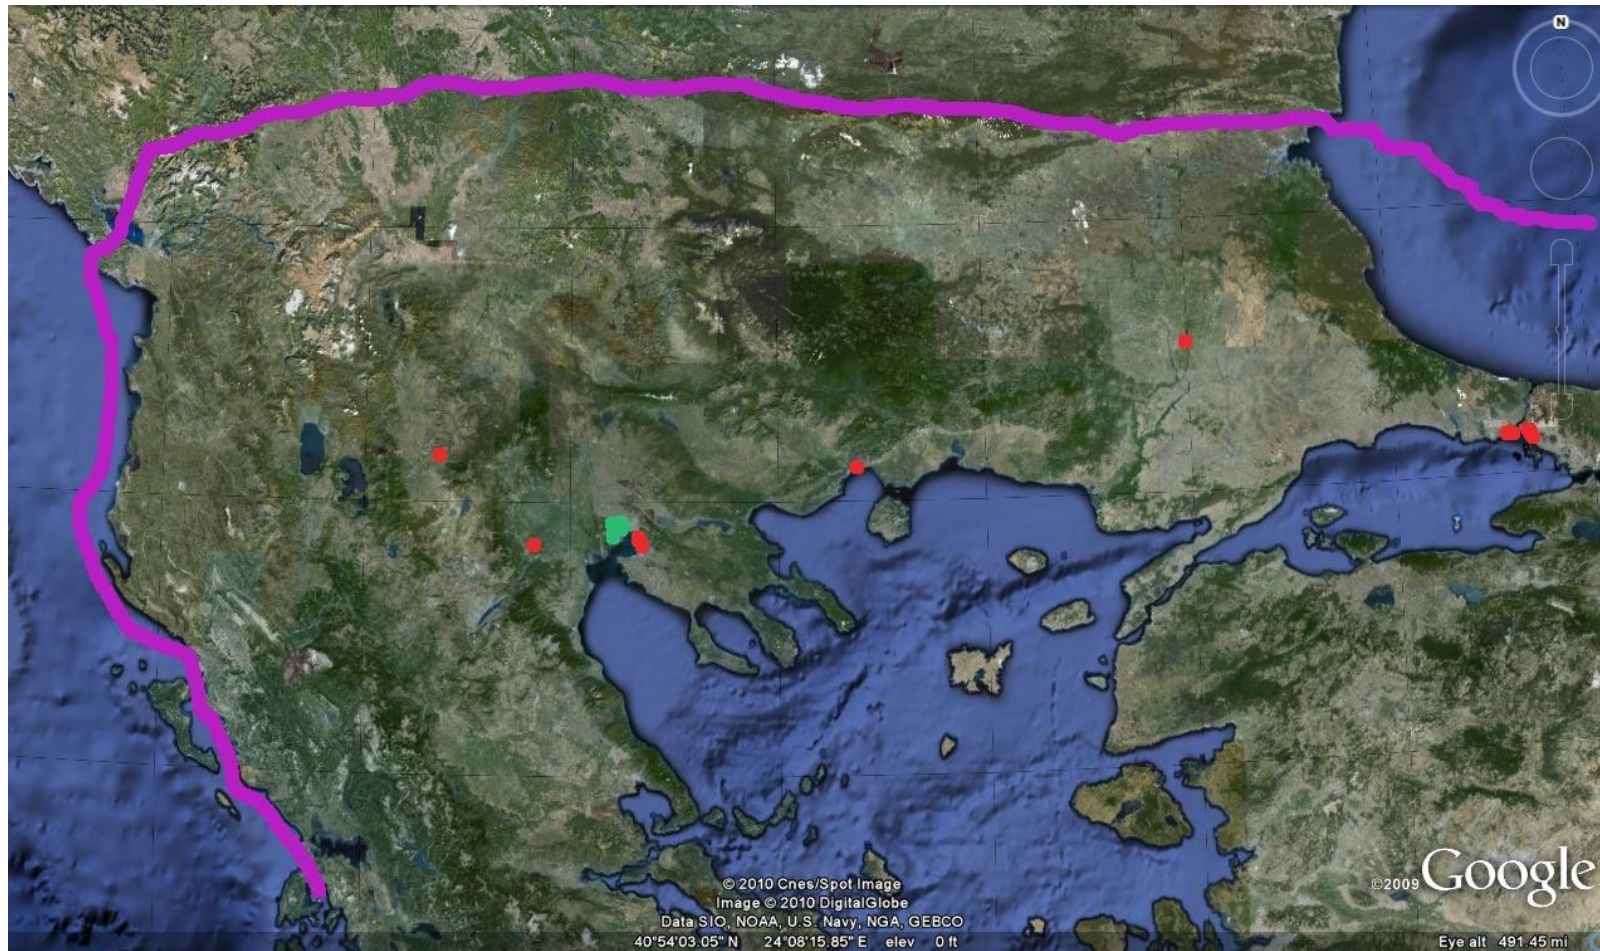 N
© 2010 Cnes/Spot Image
Image © 2010 DigitalGlobe
Data SIO, NOAA, U.S. Navy, NGA, GEBCO
©2009 Google
40°54'03.05" N 24°08'15.85" E elev 0 ft Eye alt 491.45 mi